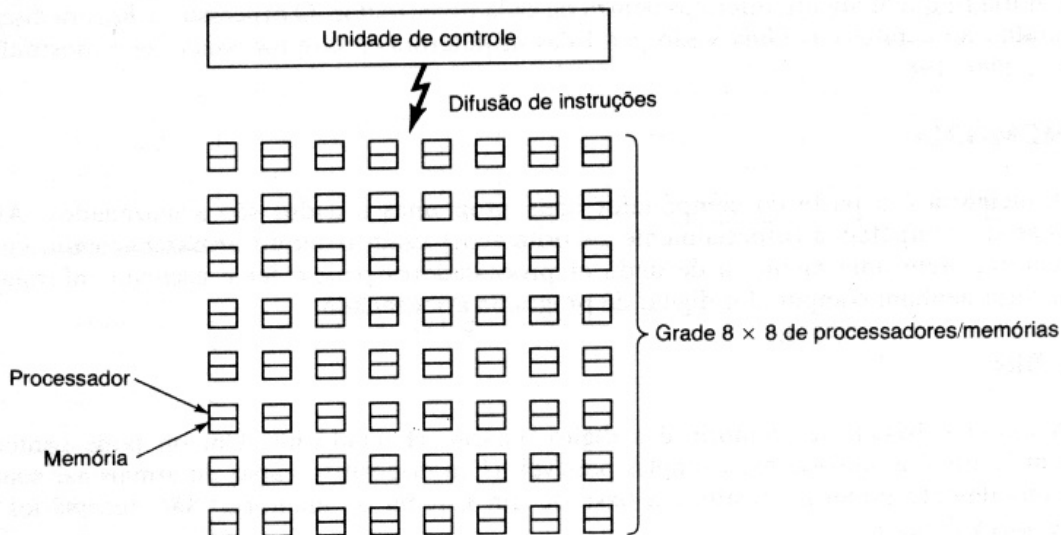 Unidade de controle
Difusão de instruções
Grade 8 × 8 de processadores/memórias
Processador
Memória